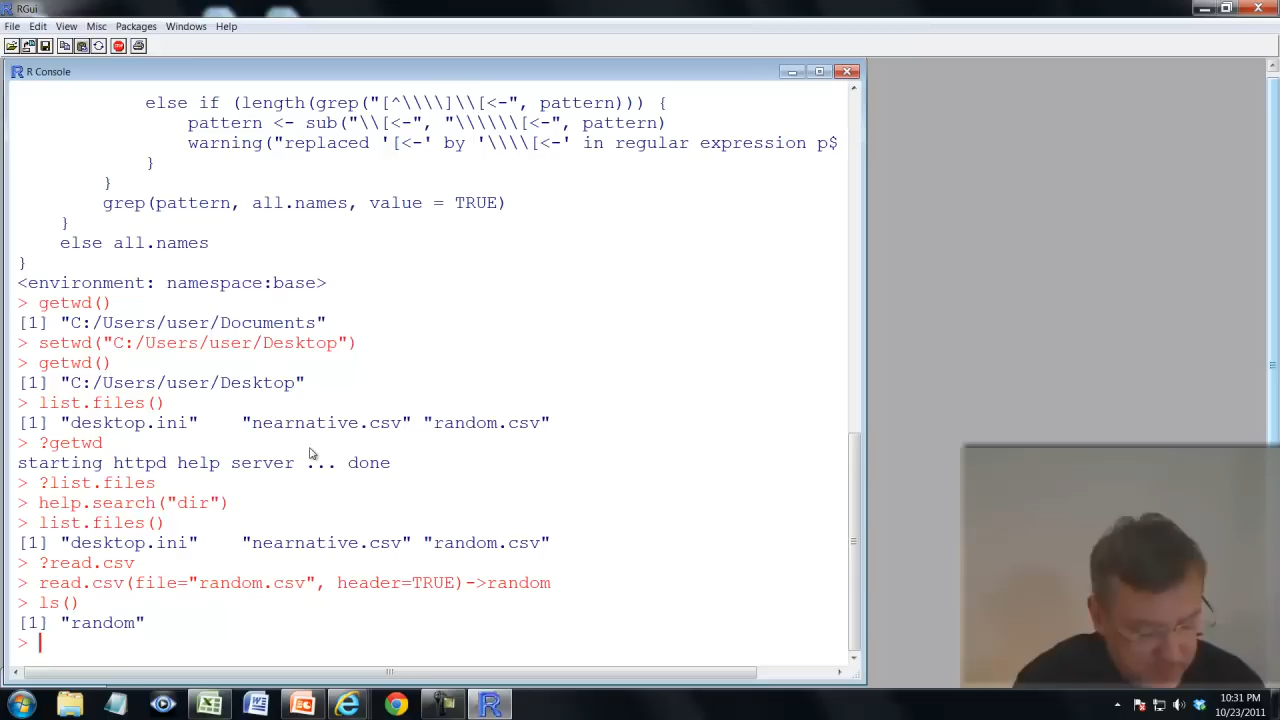 RGui
File Edit View Misc Packages Windows Help
STOP
R Console
else if (length(grep("[^\\\\]\\[<-", pattern))) {
pattern <- sub("\\[<-", "\\\\\\[<-", pattern)
warning("replaced '[<-' by '\\\\[<-' in regular expression p$
}
}
grep(pattern, all.names, value = TRUE)
}
else all.names
}
<environment: namespace:base>
> getwd()
[1] "C:/Users/user/Documents"
> setwd("C:/Users/user/Desktop")
> getwd()
[1] "C:/Users/user/Desktop"
> list.files()
[1] "desktop.ini" "nearnative.csv" "random.csv"
> ?getwd
starting httpd help server ... done
> ?list.files
> help.search("dir")
> list.files()
[1] "desktop.ini" "nearnative.csv" "random.csv"
> ?read.csv
> read.csv(file="random.csv", header=TRUE)->random
> ls()
[1] "random"
>
10:31 PM
10/23/2011